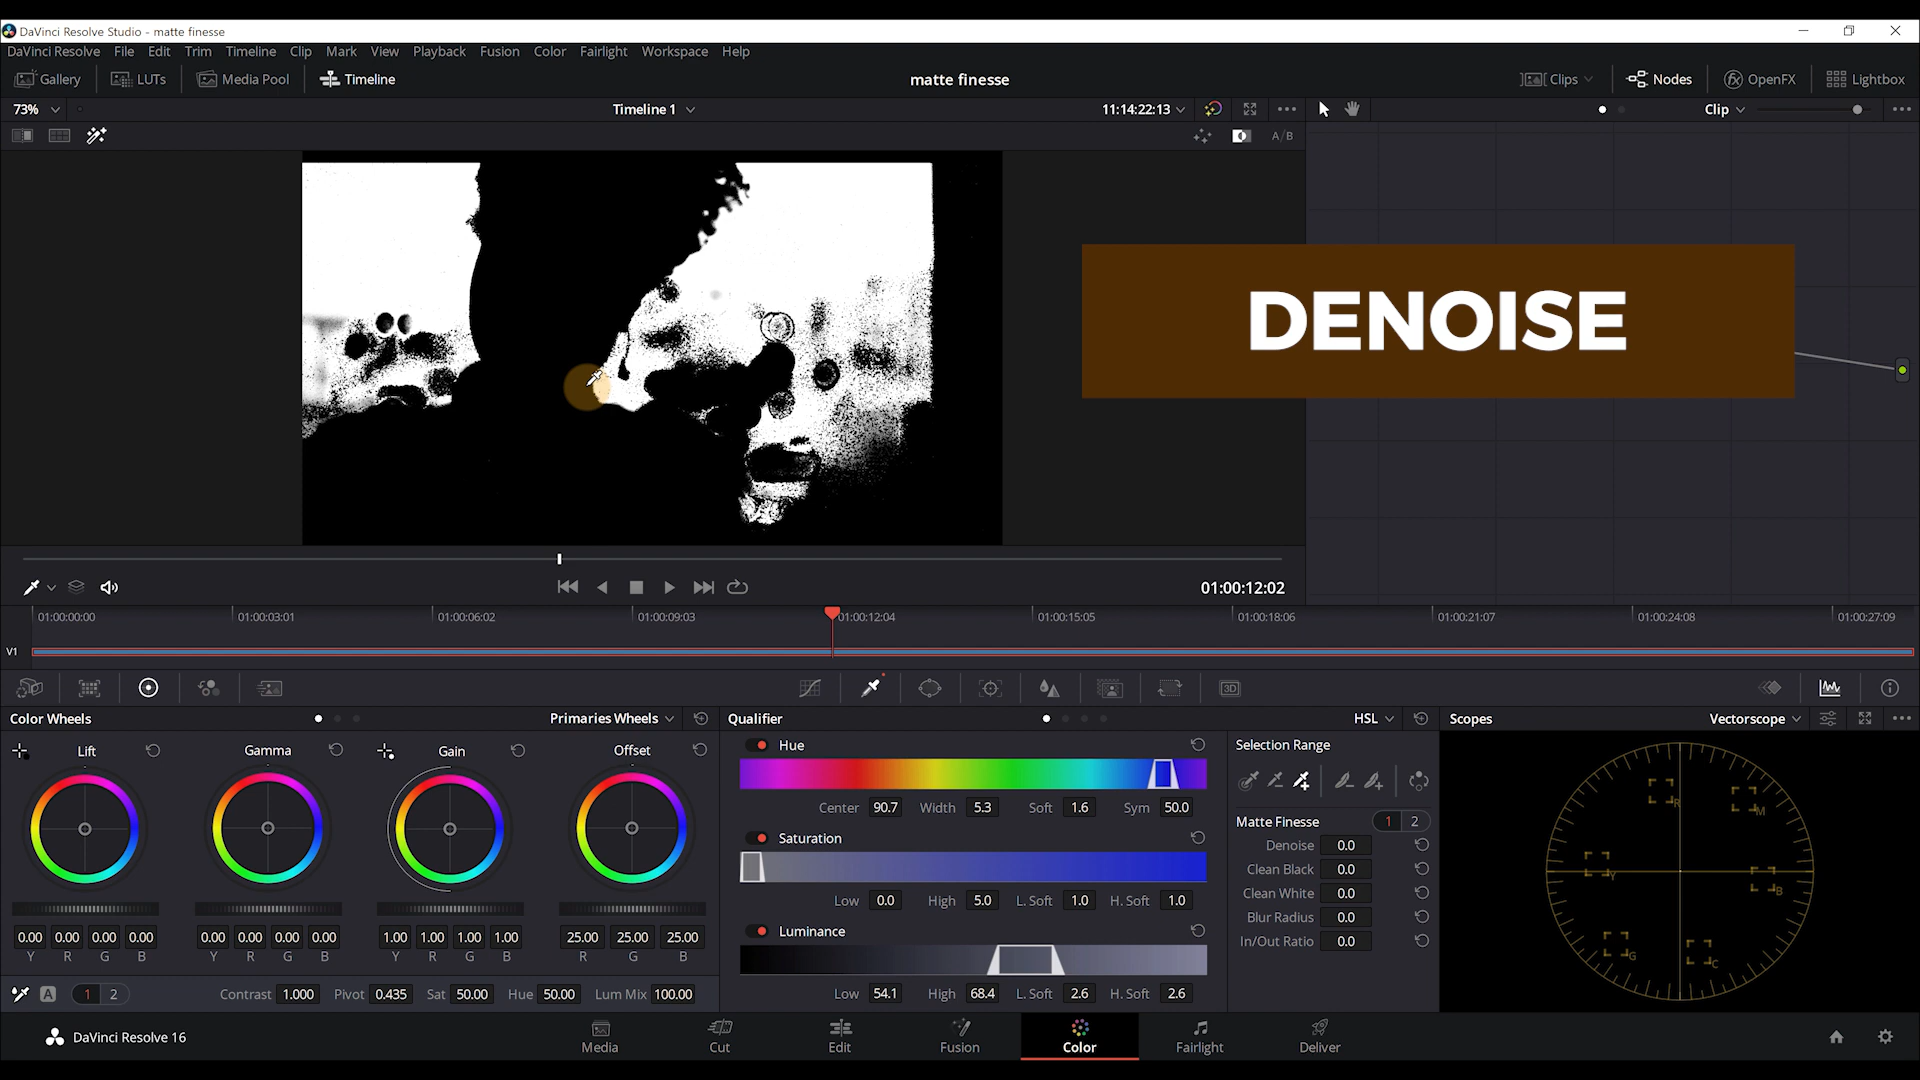 DaVinci Resolve Studio - matte finesse
DaVinci Resolve File Edit Trim Timeline Clip Mark View Playback Fusion Color Fairlight Workspace Help
Gallery LUTs Media Pool Timeline matte finesse Clips Nodes fx OpenFX Lightbox
73% Timeline 1 11:14:22:13 Clip
A/B
DENOISE
01:00:12:02
01:00:00:00 01:00:03:01 01:00:06:02 01:00:09:03 01:00:12:04 01:00:15:05 01:00:18:06 01:00:21:07 01:00:24:08 01:00:27:09
V1
3D
Color Wheels Primaries Wheels Qualifier HSL Scopes Vectorscope
Lift Gamma Gain Offset
0.00 0.00 0.00 0.00 0.00 0.00 0.00 0.00 1.00 1.00 1.00 1.00 25.00 25.00 25.00
Y R G B Y R G B Y R G B R G B
A 1 2 Contrast 1.000 Pivot 0.435 Sat 50.00 Hue 50.00 Lum Mix 100.00
Hue
Center 90.7 Width 5.3 Soft 1.6 Sym 50.0
Saturation
Low 0.0 High 5.0 L. Soft 1.0 H. Soft 1.0
Luminance
Low 54.1 High 68.4 L. Soft 2.6 H. Soft 2.6
Selection Range
Matte Finesse 1 2
Denoise 0.0
Clean Black 0.0
Clean White 0.0
Blur Radius 0.0
In/Out Ratio 0.0
R M
Y B
G C
DaVinci Resolve 16 Media Cut Edit Fusion Color Fairlight Deliver